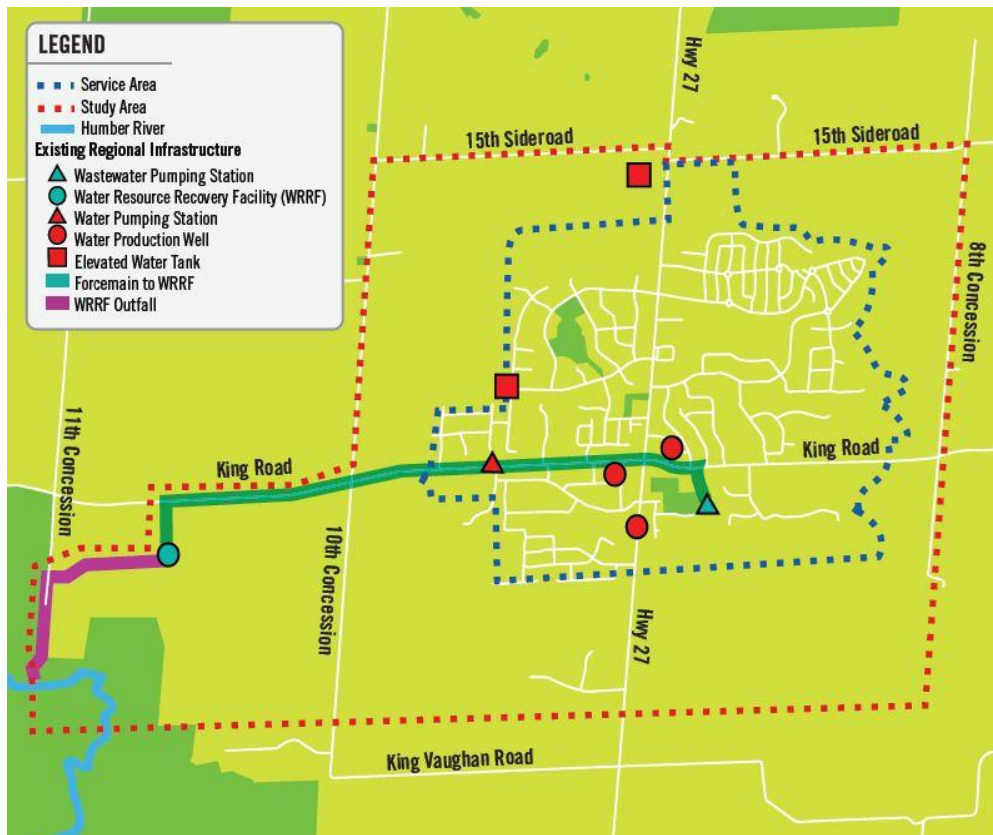 LEGEND
Service Area
Study Area
Humber River
Existing Regional Infrastructure
Wastewater Pumping Station
Water Resource Recovery Facility (WRRF)
Water Pumping Station
Water Production Well
Elevated Water Tank
Forcemain to WRRF
WRRF Outfall
Hwy 27
15th Sideroad
15th Sideroad
8th Concession
11th Concession
King Road
King Road
10th Concession
Hwy 27
King Vaughan Road